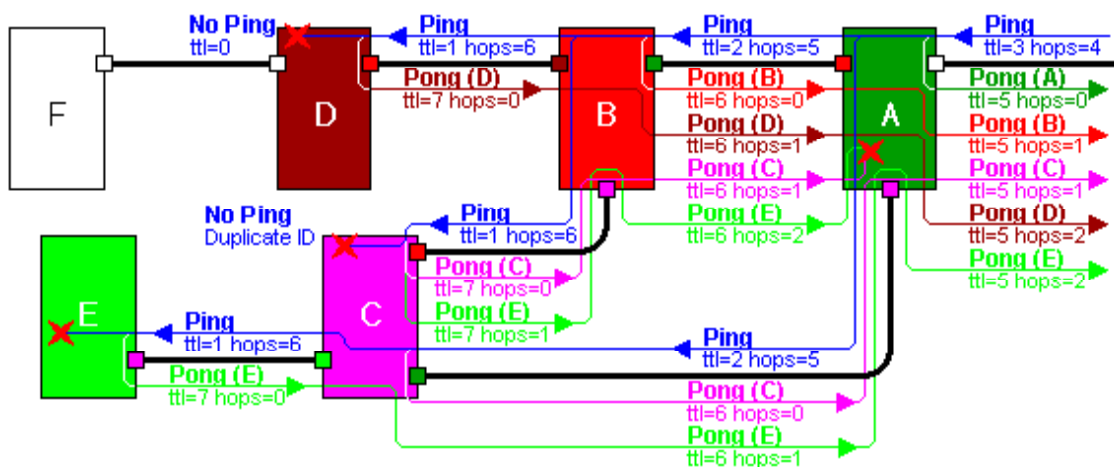 No Ping
ttl=0
Ping
ttl=1 hops=6
Ping
ttl=2 hops=5
Ping
ttl=3 hops=4
F
D
B
A
Pong (D)
ttl=7 hops=0
Pong (B)
ttl=6 hops=0
Pong (A)
ttl=5 hops=0
Pong (D)
ttl=6 hops=1
Pong (B)
ttl=5 hops=1
Pong (C)
ttl=6 hops=1
Pong (C)
ttl=5 hops=1
No Ping
Duplicate ID
Ping
ttl=1 hops=6
Pong (E)
ttl=6 hops=2
Pong (D)
ttl=5 hops=2
Pong (C)
ttl=7 hops=0
Pong (E)
ttl=5 hops=2
E
C
Pong (E)
ttl=7 hops=1
Ping
ttl=1 hops=6
Ping
ttl=2 hops=5
Pong (E)
ttl=7 hops=0
Pong (C)
ttl=6 hops=0
Pong (E)
ttl=6 hops=1